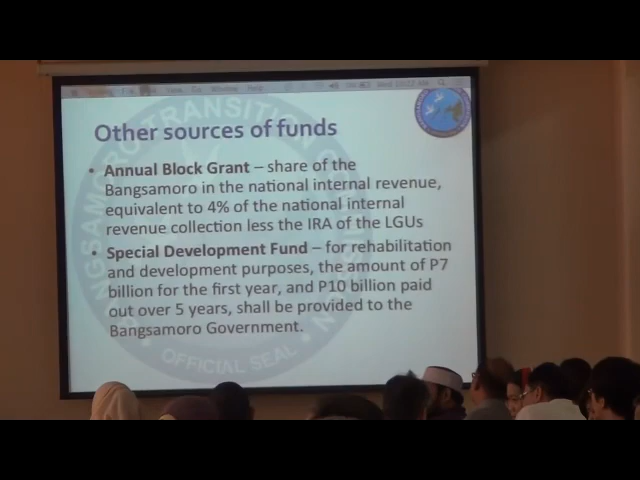 Other sources of funds
• Annual Block Grant – share of the
Bangsamoro in the national internal revenue,
equivalent to 4% of the national internal
revenue collection less the IRA of the LGUs
• Special Development Fund – for rehabilitation
and development purposes, the amount of P7
billion for the first year, and P10 billion paid
out over 5 years, shall be provided to the
Bangsamoro Government.
BANGSAMORO TRANSITION COMMISSION
• OFFICIAL SEAL •